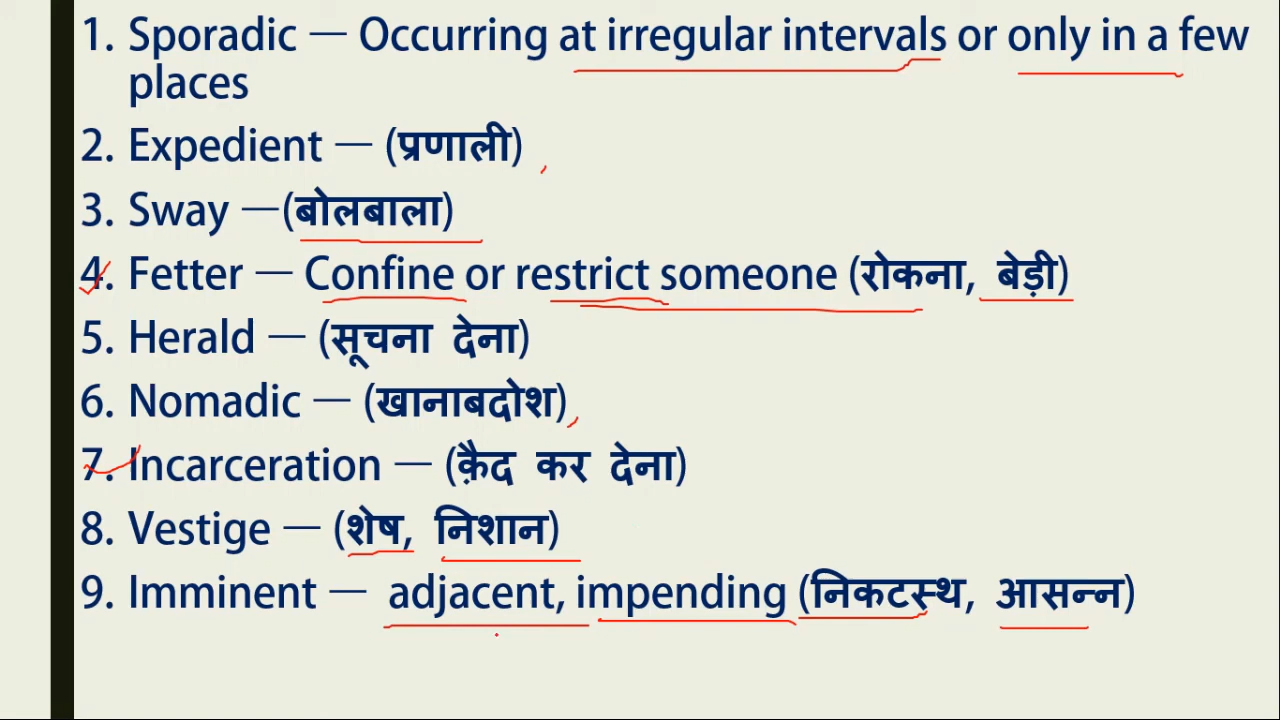 1. Sporadic — Occurring at irregular intervals or only in a few
places
2. Expedient — (प्रणाली)
3. Sway —(बोलबाला)
4. Fetter — Confine or restrict someone (रोकना, बेड़ी)
5. Herald — (सूचना देना)
6. Nomadic — (खानाबदोश)
7. Incarceration — (क़ैद कर देना)
8. Vestige — (शेष, निशान)
9. Imminent — adjacent, impending (निकटस्थ, आसन्न)